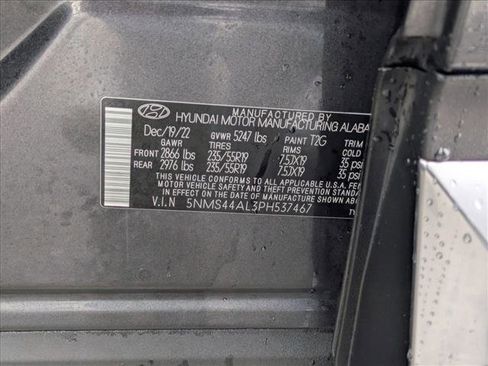 MANUFACTURED BY
HYUNDAI MOTOR MANUFACTURING ALABA
Dec/19/22 GVWR 5247 lbs PAINT T2G TRIM
GAWR TIRES RIMS COLD
FRONT 2866 lbs 235/55R19 7.5JX19 35 psi
REAR 2976 lbs 235/55R19 7.5JX19 35 psi
THIS VEHICLE CONFORMS TO ALL APPLICABLE U.S.A. FE
MOTOR VEHICLE SAFETY AND THEFT PREVENTION STANDA
EFFECT ON THE DATE OF MANUFACTURE SHOWN ABOVE.
V.I.N 5NMS44AL3PH537467